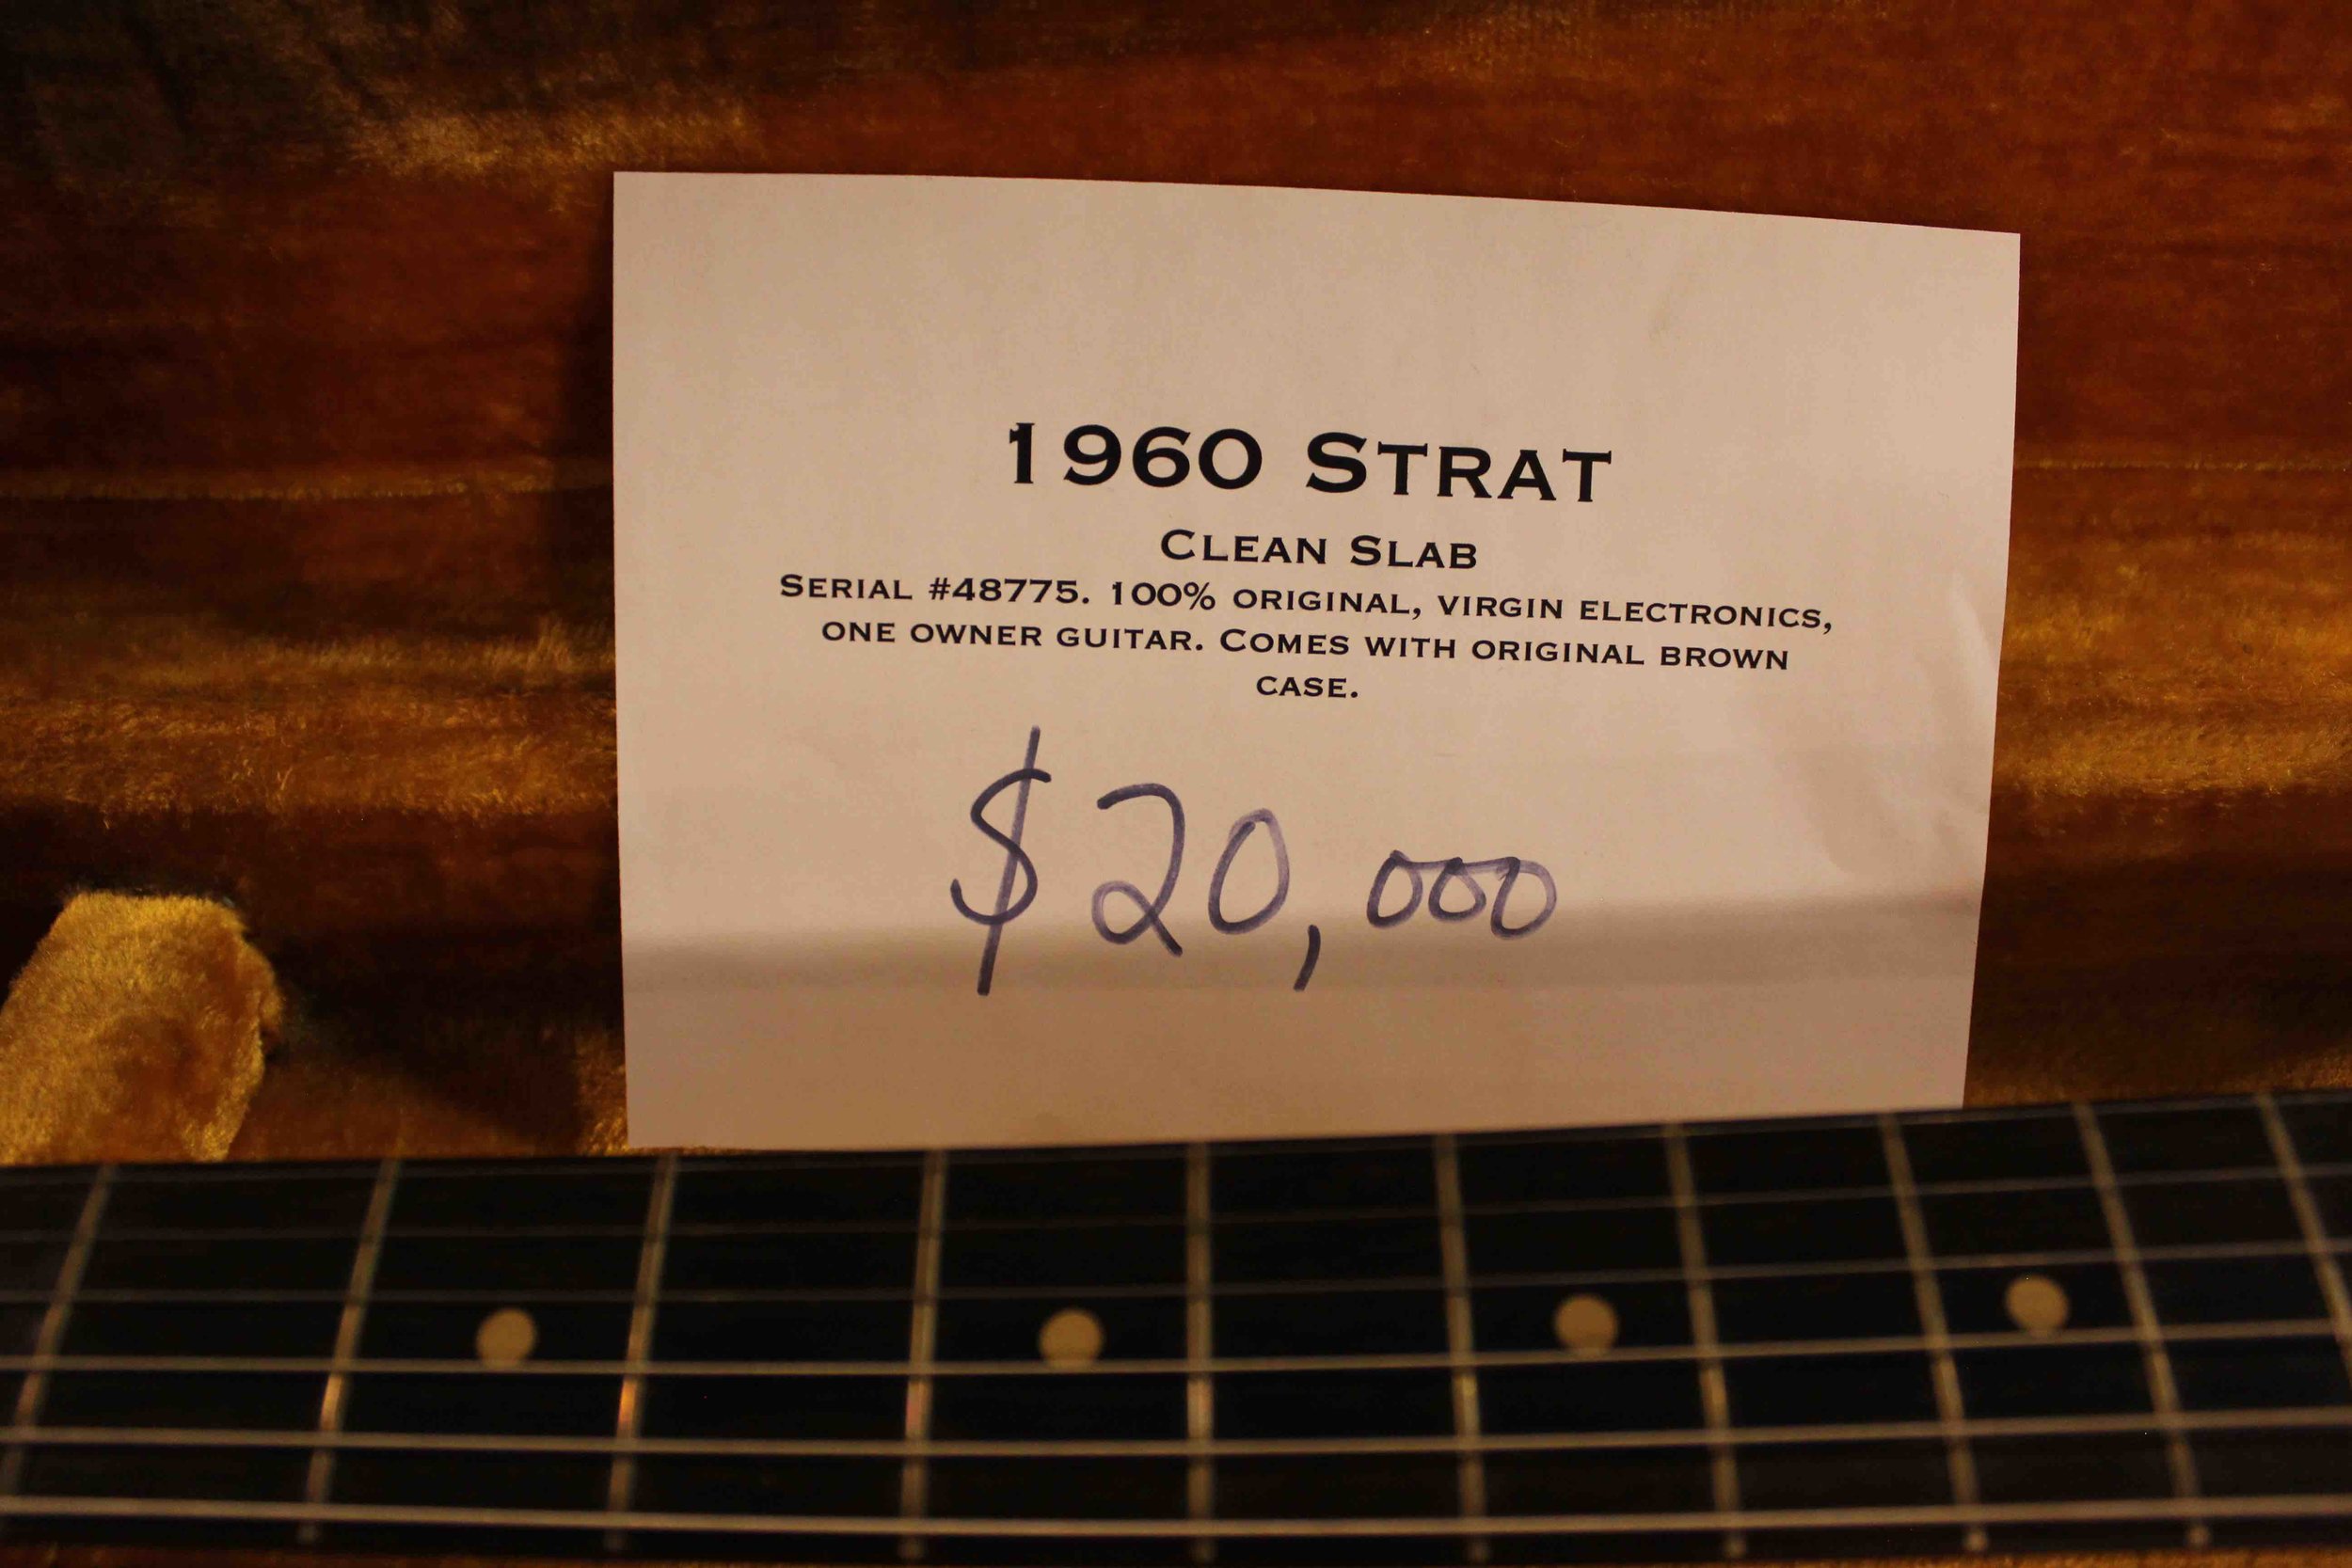 1960 STRAT
CLEAN SLAB
SERIAL #48775. 100% ORIGINAL, VIRGIN ELECTRONICS,
ONE OWNER GUITAR. COMES WITH ORIGINAL BROWN
CASE.
$20,000